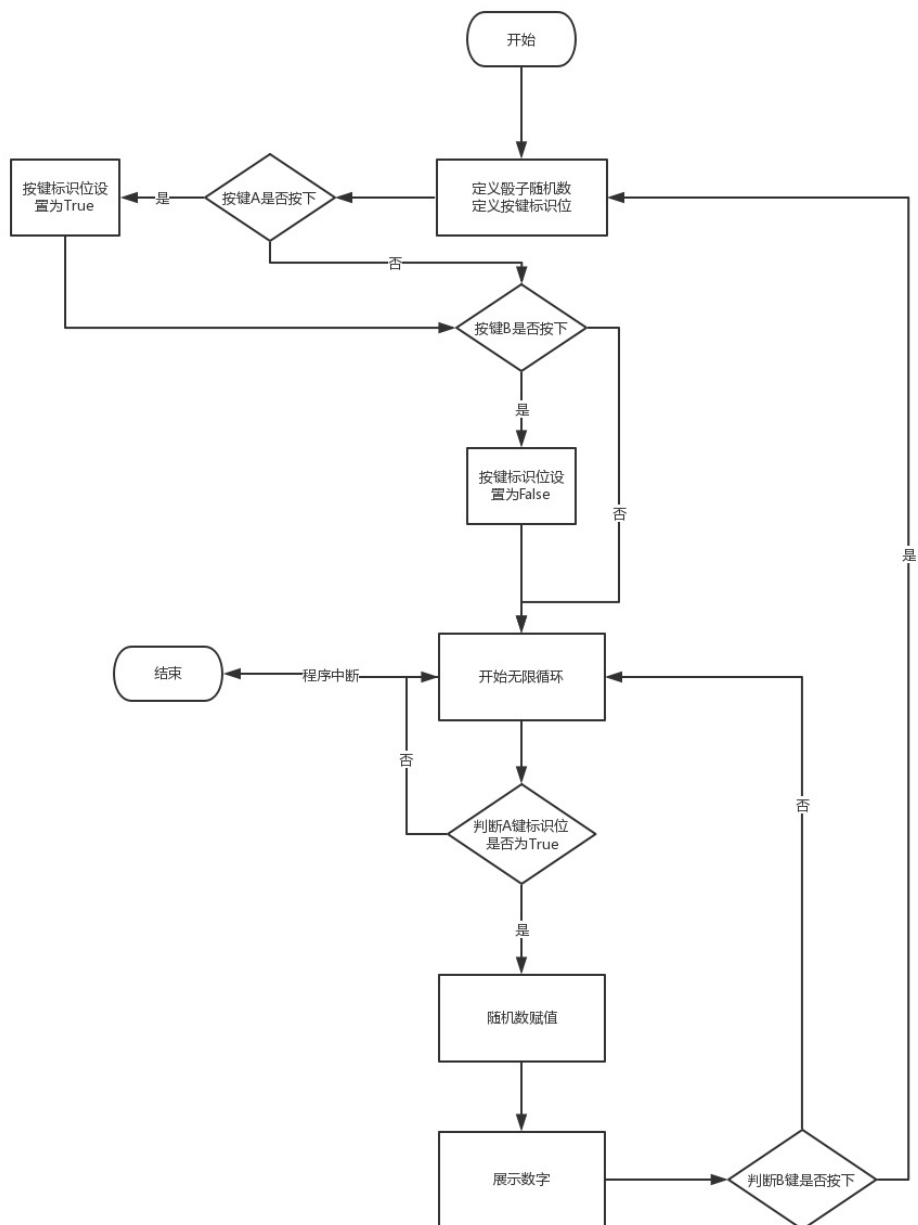 开始
定义骰子随机数
定义按键标识位
按键A是否按下
是
按键标识位设
置为True
否
按键B是否按下
是
按键标识位设
置为False
否
是
开始无限循环
程序中断
结束
否
判断A键标识位
是否为True
否
是
随机数赋值
展示数字
判断B键是否按下